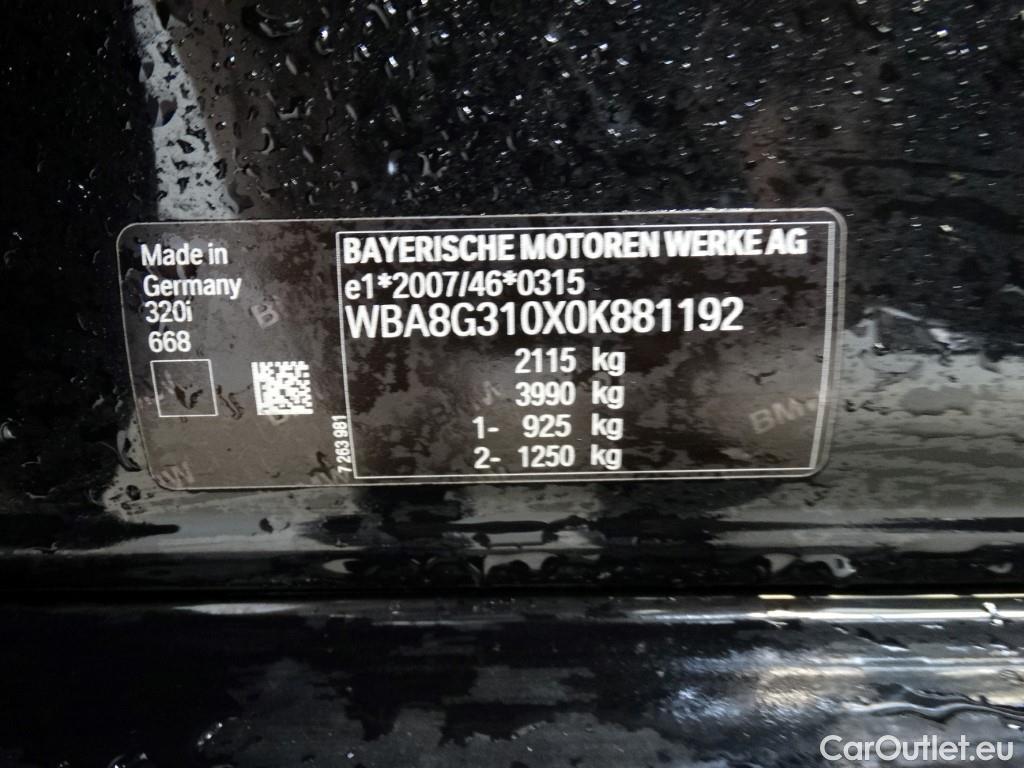 Made in
Germany
320i
668
BAYERISCHE MOTOREN WERKE AG
e1*2007/46*0315
WBA8G310X0K881192
2115 kg
3990 kg
1- 925 kg
2- 1250 kg
7 263 981
BMW
CarOutlet.eu